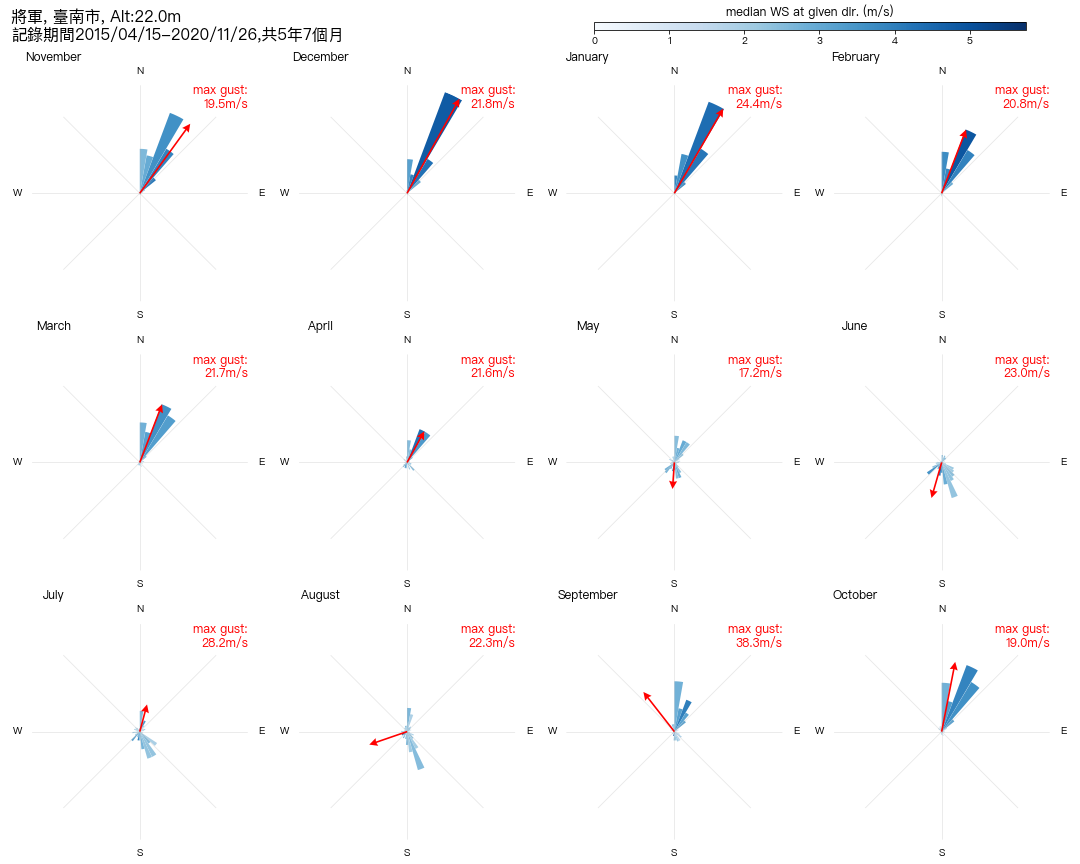 將軍, 臺南市, Alt:22.0m
記錄期間2015/04/15–2020/11/26,共5年7個月
median WS at given dir. (m/s)
0 1 2 3 4 5
November
N
max gust:
19.5m/s
W E
S
December
N
max gust:
21.8m/s
W E
S
January
N
max gust:
24.4m/s
W E
S
February
N
max gust:
20.8m/s
W E
S
March
N
max gust:
21.7m/s
W E
S
April
N
max gust:
21.6m/s
W E
S
May
N
max gust:
17.2m/s
W E
S
June
N
max gust:
23.0m/s
W E
S
July
N
max gust:
28.2m/s
W E
S
August
N
max gust:
22.3m/s
W E
S
September
N
max gust:
38.3m/s
W E
S
October
N
max gust:
19.0m/s
W E
S